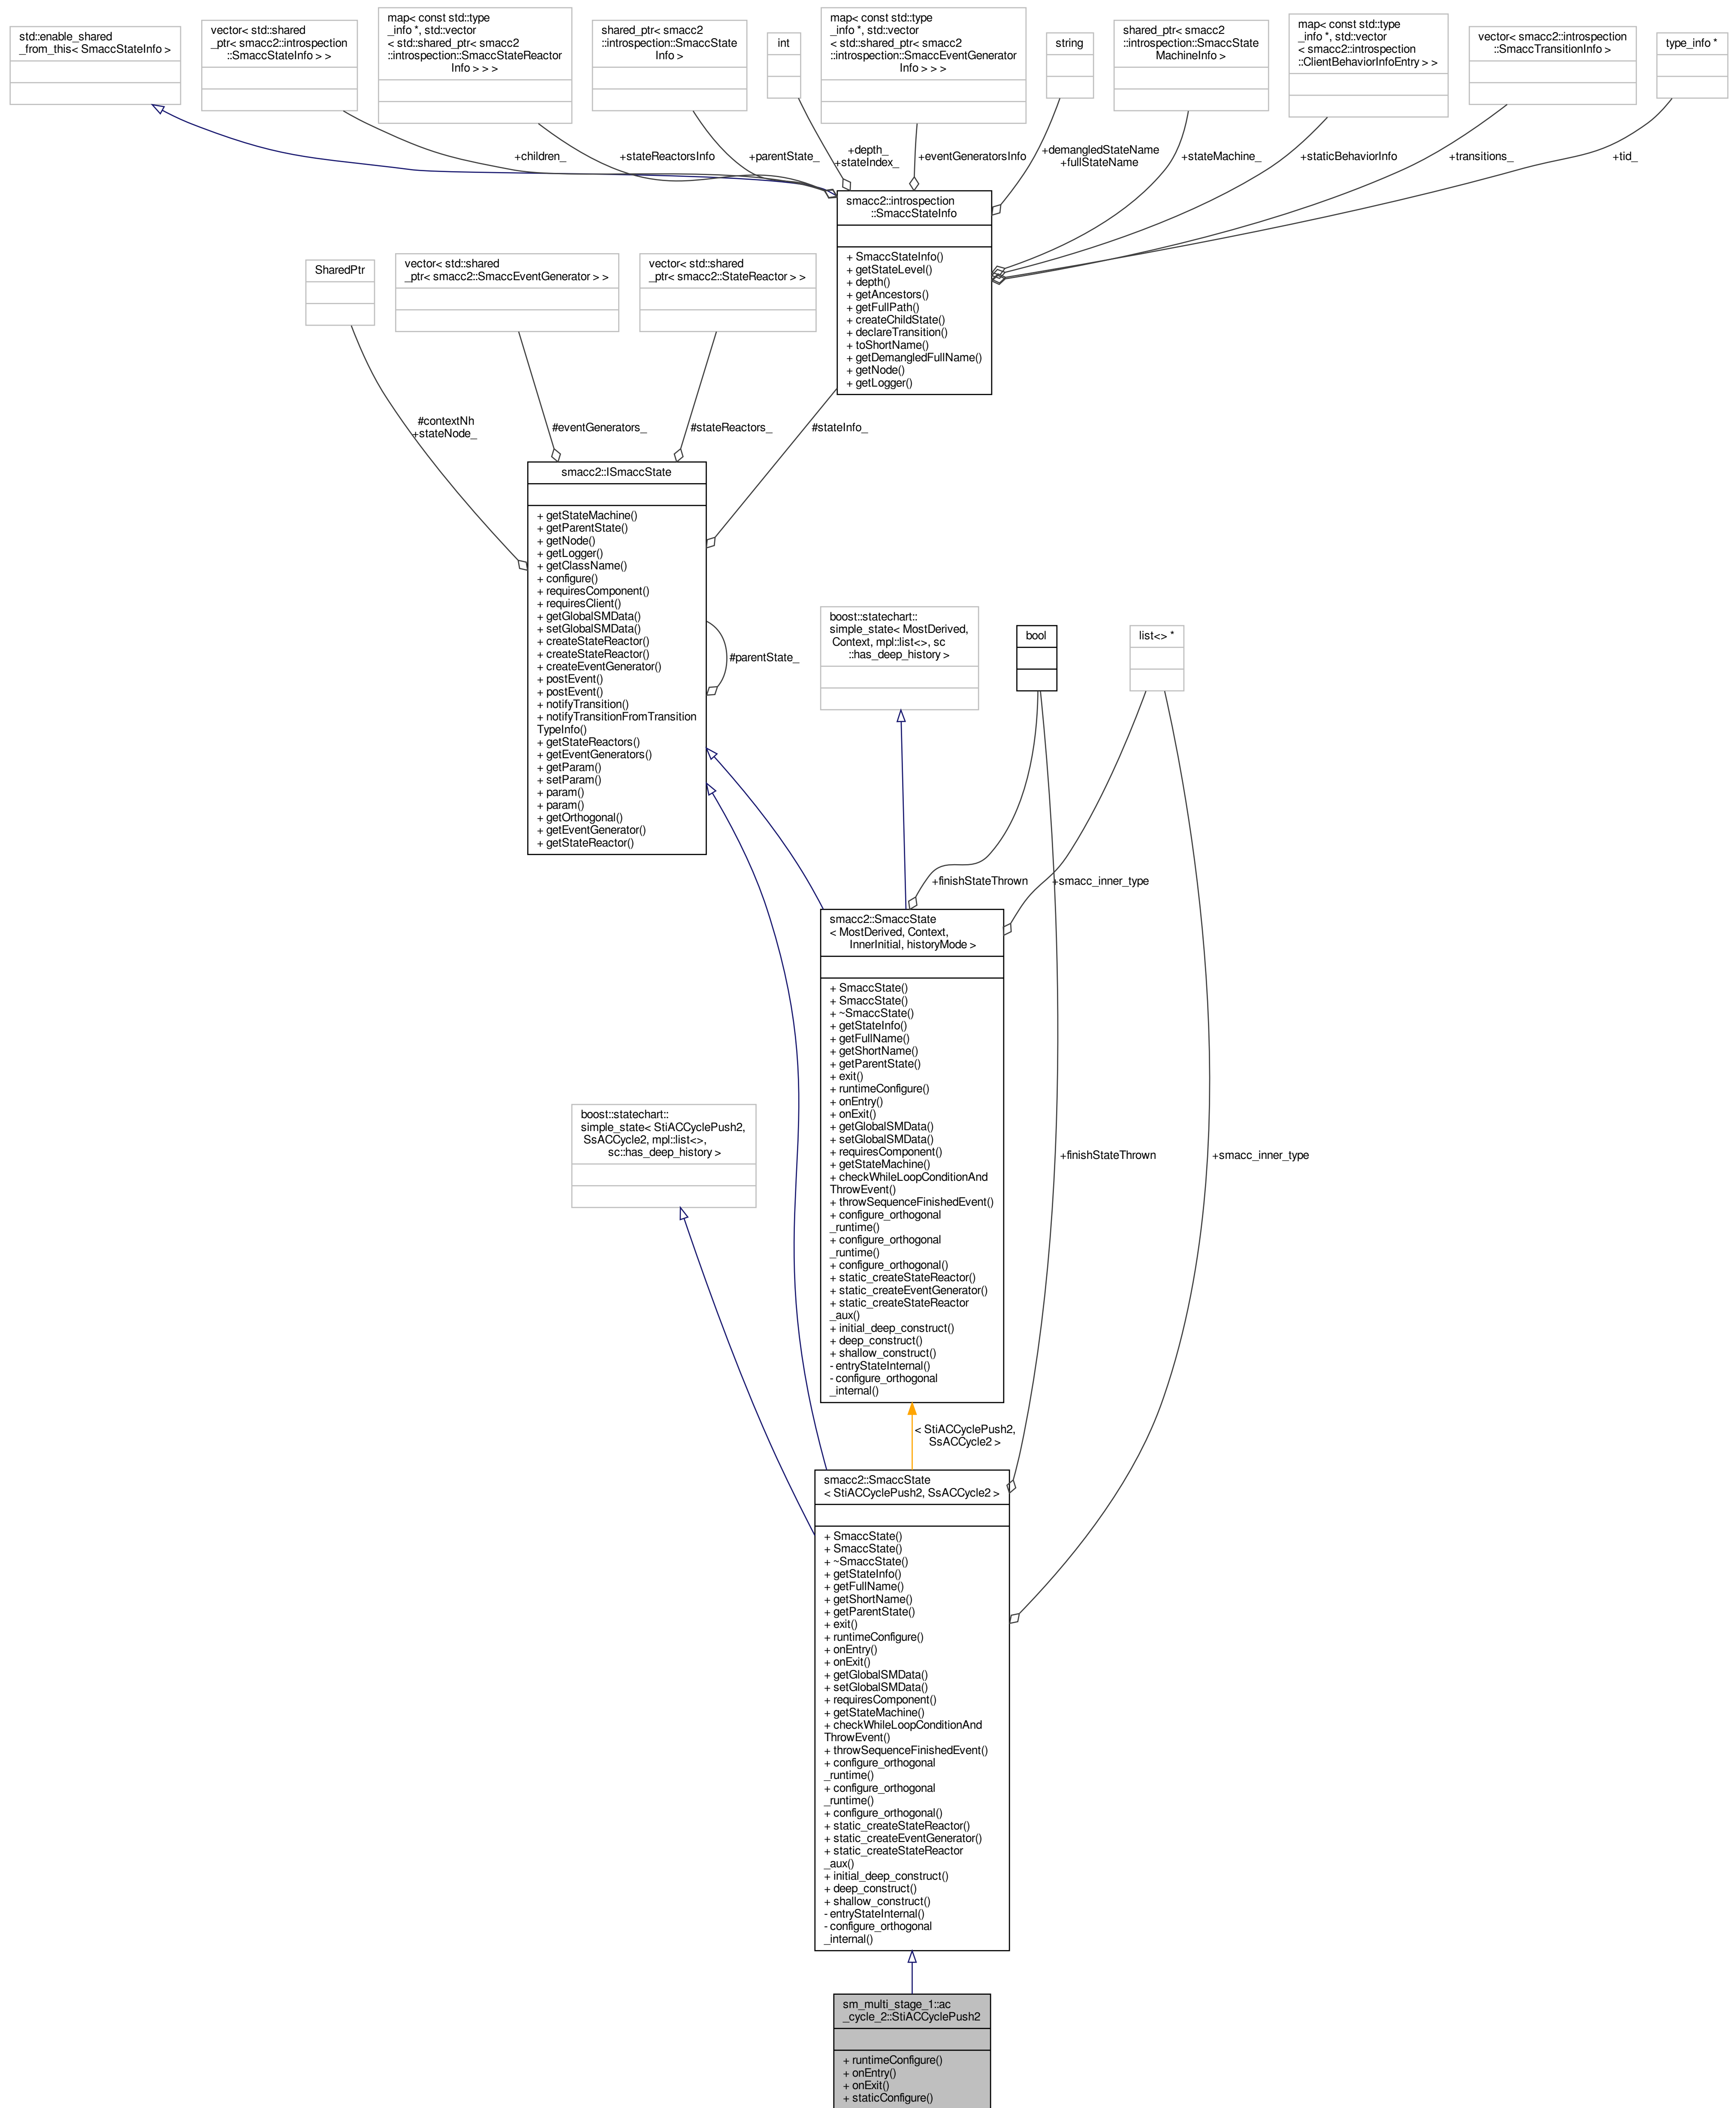 std::enable_shared
_from_this< SmaccStateInfo >
vector< std::shared
_ptr< smacc2::introspection
::SmaccStateInfo > >
map< const std::type
_info *, std::vector
< std::shared_ptr< smacc2
::introspection::SmaccStateReactor
Info > > >
shared_ptr< smacc2
::introspection::SmaccState
Info >
int
map< const std::type
_info *, std::vector
< std::shared_ptr< smacc2
::introspection::SmaccEventGenerator
Info > > >
string
shared_ptr< smacc2
::introspection::SmaccState
MachineInfo >
map< const std::type
_info *, std::vector
< smacc2::introspection
::ClientBehaviorInfoEntry > >
vector< smacc2::introspection
::SmaccTransitionInfo >
type_info *
+children_
+stateReactorsInfo
+parentState_
+depth_
+stateIndex_
+eventGeneratorsInfo
+demangledStateName
+fullStateName
+stateMachine_
+staticBehaviorInfo
+transitions_
+tid_
smacc2::introspection
::SmaccStateInfo
+ SmaccStateInfo()
+ getStateLevel()
+ depth()
+ getAncestors()
+ getFullPath()
+ createChildState()
+ declareTransition()
+ toShortName()
+ getDemangledFullName()
+ getNode()
+ getLogger()
SharedPtr
vector< std::shared
_ptr< smacc2::SmaccEventGenerator > >
vector< std::shared
_ptr< smacc2::StateReactor > >
#contextNh
+stateNode_
#eventGenerators_
#stateReactors_
#stateInfo_
smacc2::ISmaccState
+ getStateMachine()
+ getParentState()
+ getNode()
+ getLogger()
+ getClassName()
+ configure()
+ requiresComponent()
+ requiresClient()
+ getGlobalSMData()
+ setGlobalSMData()
+ createStateReactor()
+ createStateReactor()
+ createEventGenerator()
+ postEvent()
+ postEvent()
+ notifyTransition()
+ notifyTransitionFromTransition
TypeInfo()
+ getStateReactors()
+ getEventGenerators()
+ getParam()
+ setParam()
+ param()
+ param()
+ getOrthogonal()
+ getEventGenerator()
+ getStateReactor()
#parentState_
boost::statechart::
simple_state< MostDerived,
Context, mpl::list<>, sc
::has_deep_history >
bool
list<> *
+finishStateThrown
+smacc_inner_type
smacc2::SmaccState
< MostDerived, Context,
InnerInitial, historyMode >
+ SmaccState()
+ SmaccState()
+ ~SmaccState()
+ getStateInfo()
+ getFullName()
+ getShortName()
+ getParentState()
+ exit()
+ runtimeConfigure()
+ onEntry()
+ onExit()
+ getGlobalSMData()
+ setGlobalSMData()
+ requiresComponent()
+ getStateMachine()
+ checkWhileLoopConditionAnd
ThrowEvent()
+ throwSequenceFinishedEvent()
+ configure_orthogonal
_runtime()
+ configure_orthogonal
_runtime()
+ configure_orthogonal()
+ static_createStateReactor()
+ static_createEventGenerator()
+ static_createStateReactor
_aux()
+ initial_deep_construct()
+ deep_construct()
+ shallow_construct()
- entryStateInternal()
- configure_orthogonal
_internal()
boost::statechart::
simple_state< StiACCyclePush2,
SsACCycle2, mpl::list<>,
sc::has_deep_history >
+finishStateThrown
+smacc_inner_type
< StiACCyclePush2,
SsACCycle2 >
smacc2::SmaccState
< StiACCyclePush2, SsACCycle2 >
+ SmaccState()
+ SmaccState()
+ ~SmaccState()
+ getStateInfo()
+ getFullName()
+ getShortName()
+ getParentState()
+ exit()
+ runtimeConfigure()
+ onEntry()
+ onExit()
+ getGlobalSMData()
+ setGlobalSMData()
+ requiresComponent()
+ getStateMachine()
+ checkWhileLoopConditionAnd
ThrowEvent()
+ throwSequenceFinishedEvent()
+ configure_orthogonal
_runtime()
+ configure_orthogonal
_runtime()
+ configure_orthogonal()
+ static_createStateReactor()
+ static_createEventGenerator()
+ static_createStateReactor
_aux()
+ initial_deep_construct()
+ deep_construct()
+ shallow_construct()
- entryStateInternal()
- configure_orthogonal
_internal()
sm_multi_stage_1::ac
_cycle_2::StiACCyclePush2
+ runtimeConfigure()
+ onEntry()
+ onExit()
+ staticConfigure()